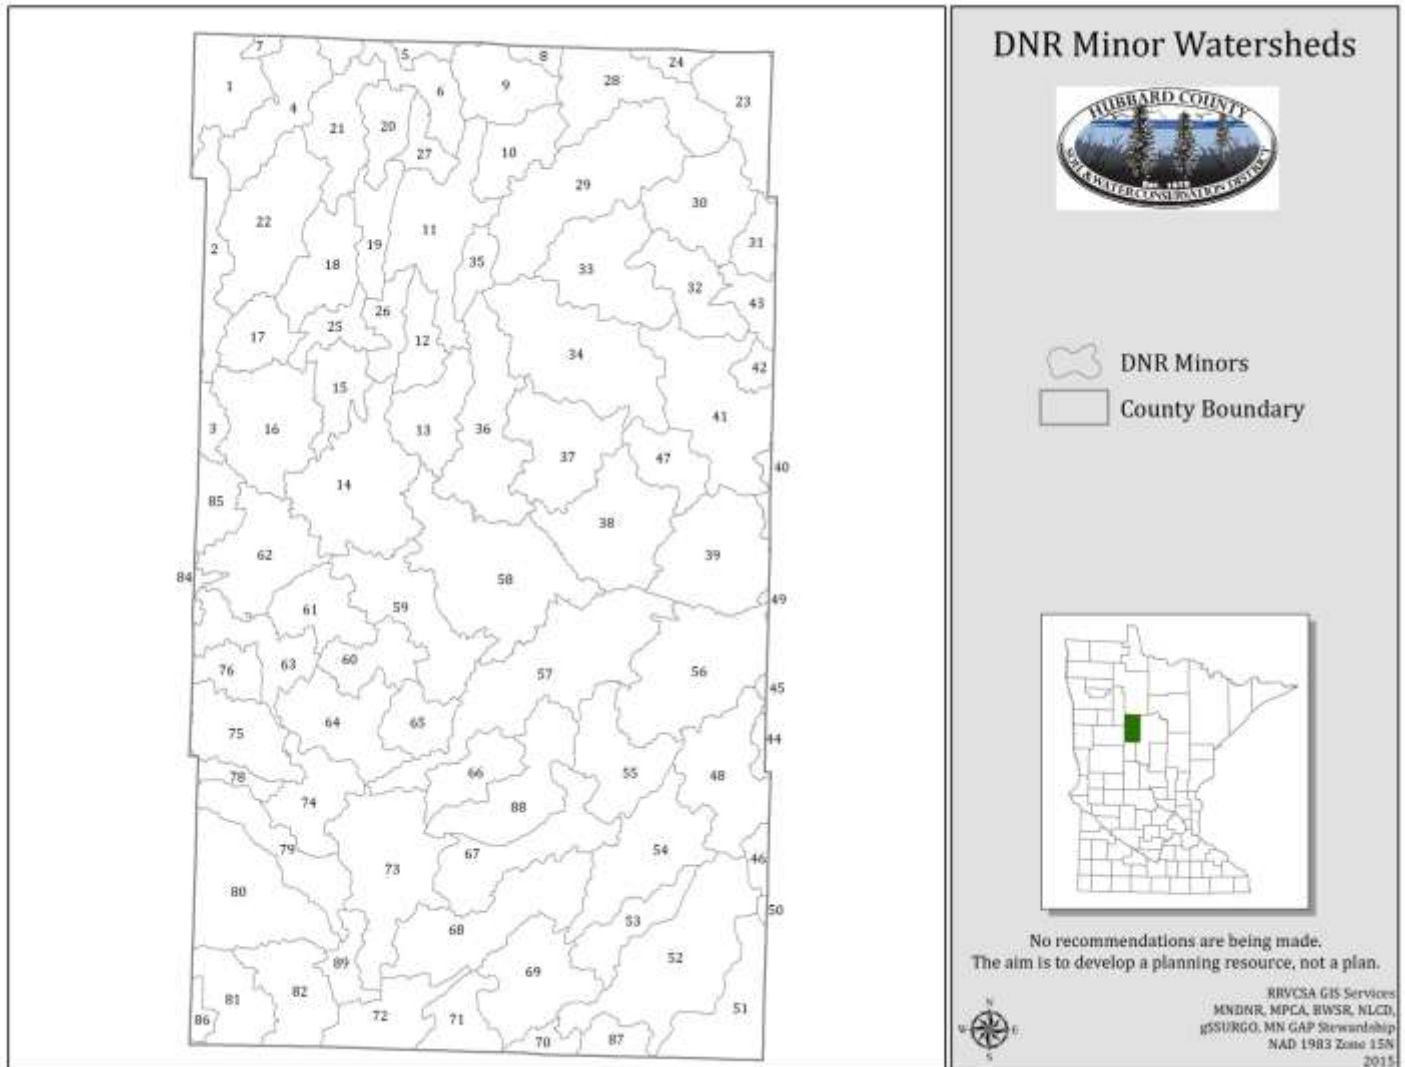 DNR Minor Watersheds
HUBBARD COUNTY
SOIL & WATER CONSERVATION DISTRICT
DNR Minors
County Boundary
No recommendations are being made.
The aim is to develop a planning resource, not a plan.
RRVCSA GIS Services
MNDNR, MPCA, BWSR, NLCD,
gSSURGO, MN GAP Stewardship
NAD 1983 Zone 15N
2015
N
W E
S
7 5 8 24
1 4 6 9 28 23
21 20 27 10
29 30
22 2 18 19 11 35 33 31
32 43
17 25 26 12 34 42
15 41
3 16 13 36 37 47 40
14
85 38
62 58 39
84
61 59 49
76 63 60 57 56
45
75 64 65 44
78 66 55 48
74 88
79 67 54 46
80 73
50
68 53
89 69 52
81 82
86 72 71 51
70 87